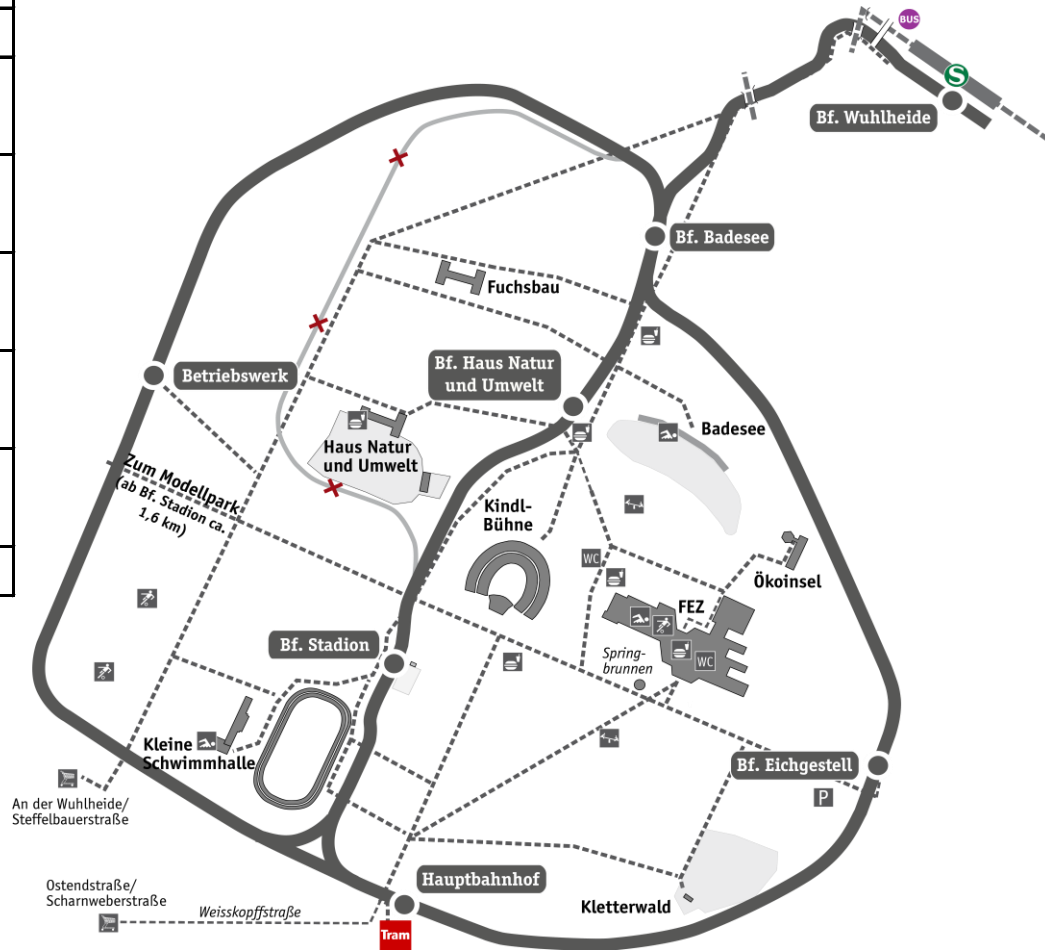 BUS
S
Bf. Wuhlheide
Bf. Badesee
Fuchsbau
Bf. Haus Natur
und Umwelt
Betriebswerk
Badesee
Haus Natur
und Umwelt
Zum Modellpark
(ab Bf. Stadion ca.
1,6 km)
Kindl-
Bühne
WC
Ökoinsel
FEZ
Bf. Stadion
Spring-
brunnen
WC
Kleine
Schwimmhalle
Bf. Eichgestell
P
An der Wuhlheide/
Steffelbauerstraße
Hauptbahnhof
Ostendstraße/
Scharnweberstraße
Weisskopffstraße
Kletterwald
Tram